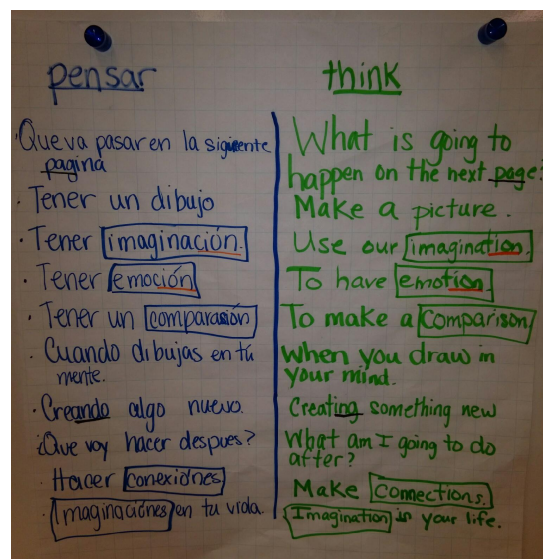 pensar
Que va pasar en la siguiente
pagina
· Tener un dibujo
· Tener imaginación.
· Tener emoción
· Tener un comparasión
· Cuando dibujas en tu
mente.
· Creando algo nuevo.
¿Que voy hacer despues?
· Hacer conexiónes
· Imaginaciónes en tu vida.
think
What is going to
happen on the next page?
Make a picture.
Use our imagination.
To have emotion.
To make a Comparison.
When you draw in
your mind.
Creating something new
What am I going to do
after?
Make Connections.
Imagination in your life.